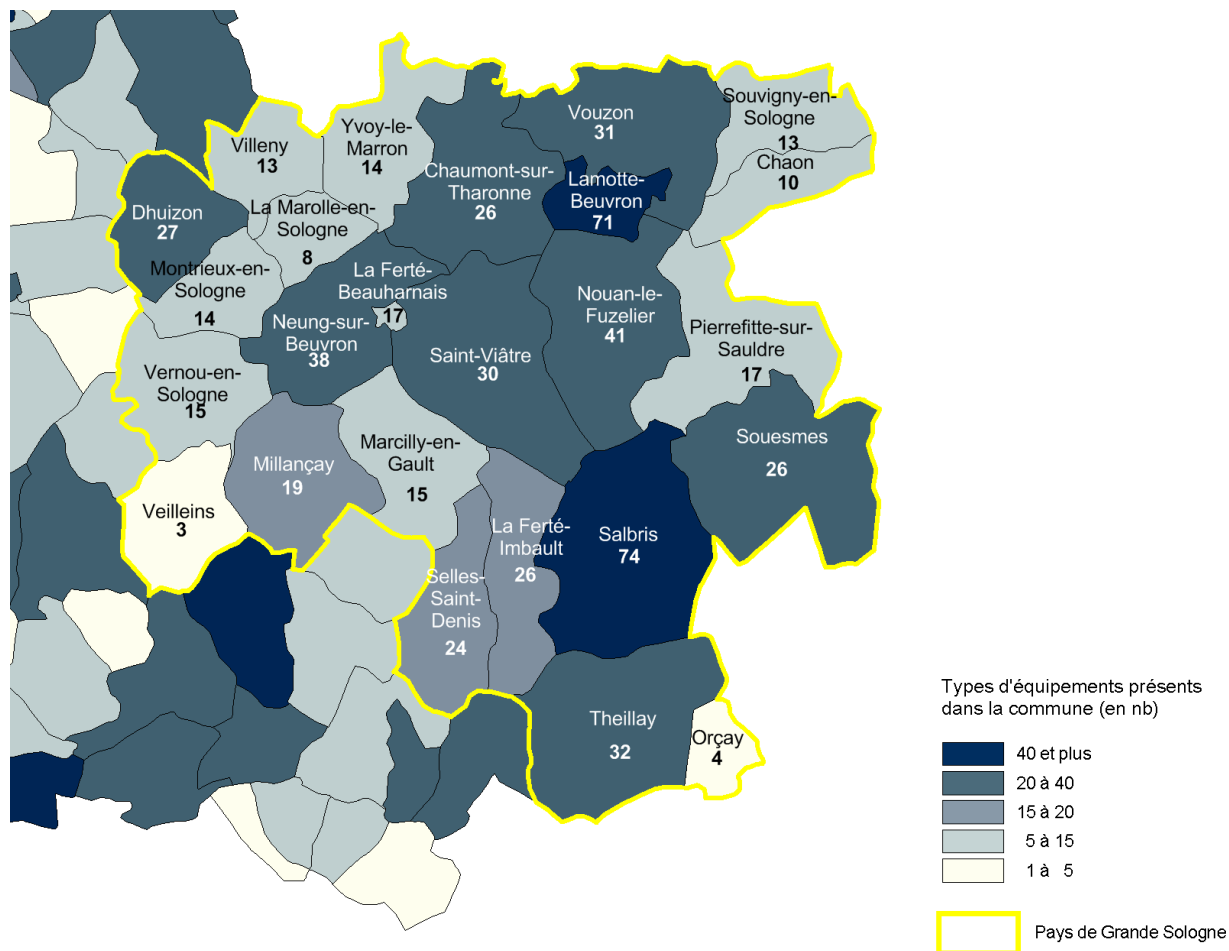 Souvigny-en-
Sologne
13
Chaon
10
Vouzon
31
Yvoy-le-
Marron
14
Villeny
13
Chaumont-sur-
Tharonne
26
Lamotte-
Beuvron
71
La Marolle-en-
Sologne
8
Dhuizon
27
Montrieux-en-
Sologne
14
La Ferté-
Beauharnais
17
Neung-sur-
Beuvron
38
Nouan-le-
Fuzelier
41
Saint-Viâtre
30
Pierrefitte-sur-
Sauldre
17
Vernou-en-
Sologne
15
Marcilly-en-
Gault
15
Souesmes
26
Millançay
19
Veilleins
3
La Ferté-
Imbault
26
Salbris
74
Selles-
Saint-
Denis
24
Theillay
32
Orçay
4
Types d'équipements présents
dans la commune (en nb)
40 et plus
20 à 40
15 à 20
5 à 15
1 à 5
Pays de Grande Sologne